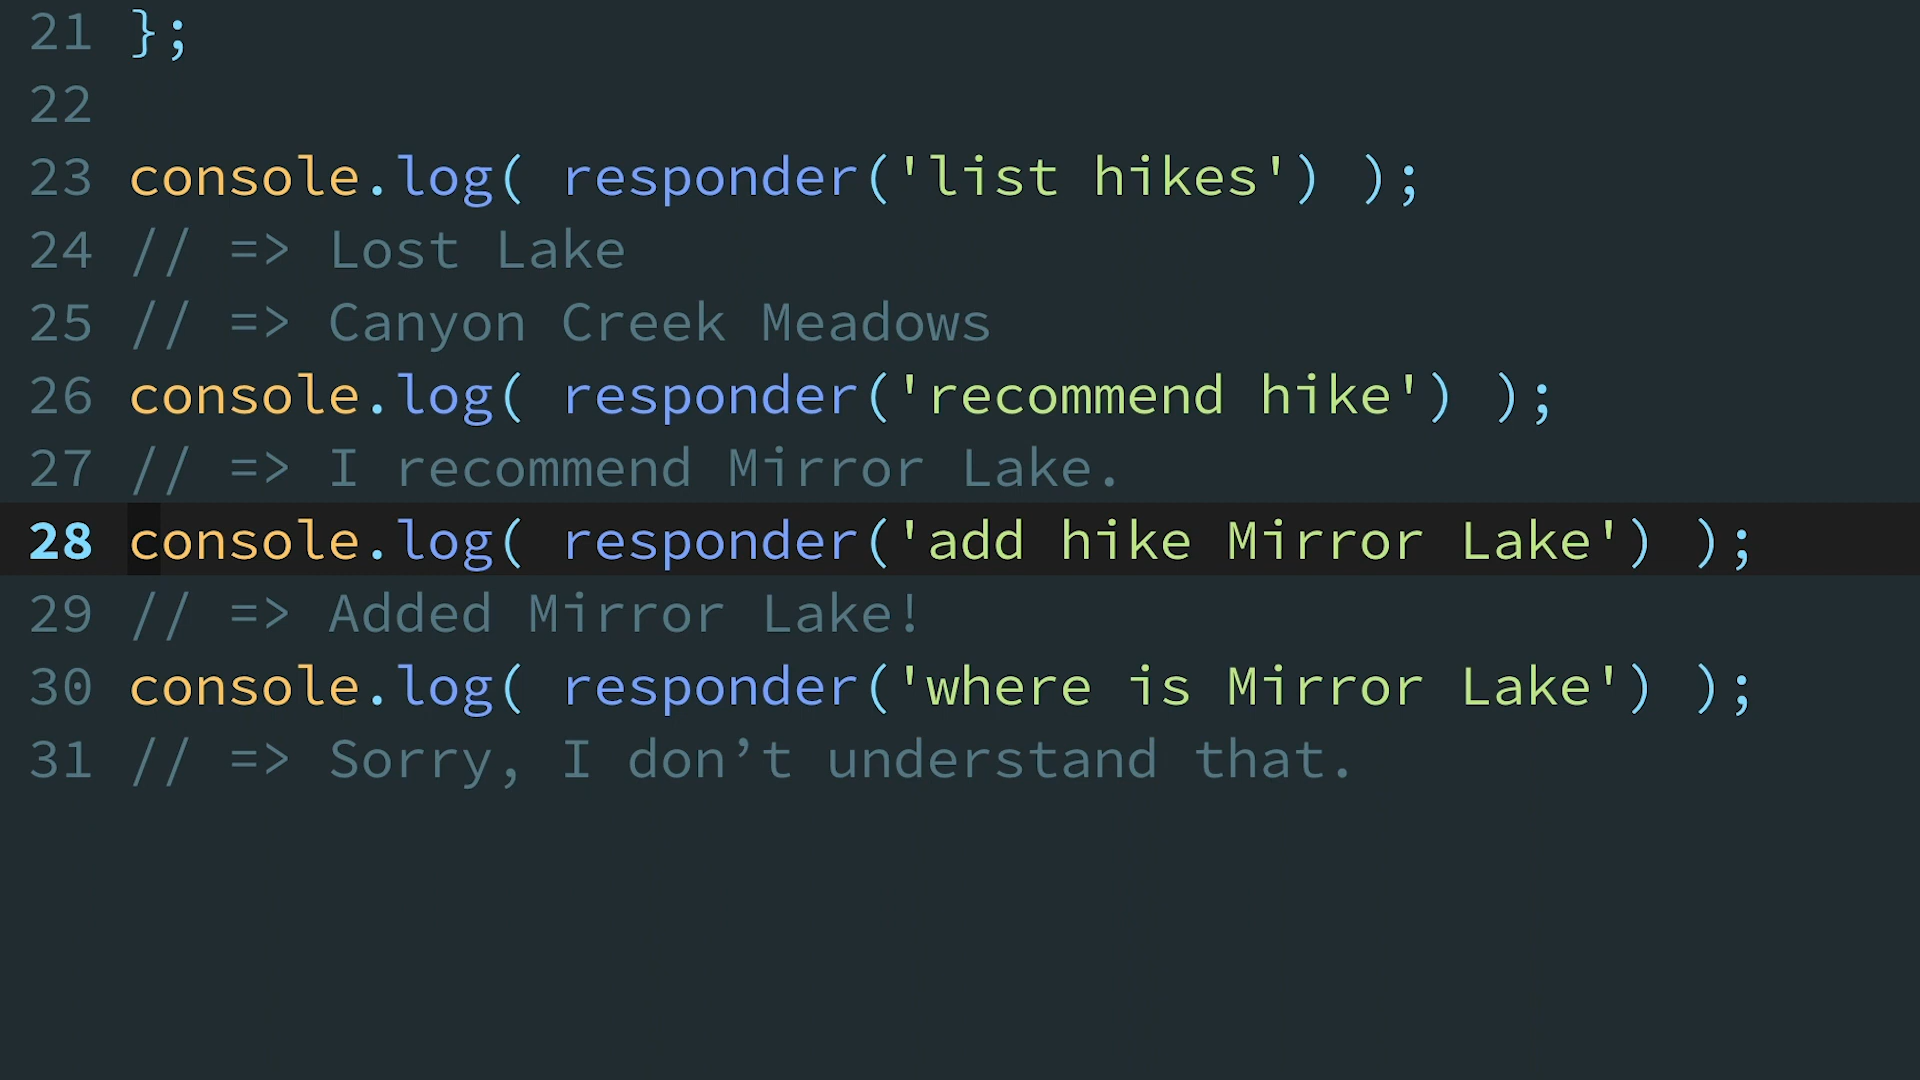 21 };
22
23 console.log( responder('list hikes') );
24 // => Lost Lake
25 // => Canyon Creek Meadows
26 console.log( responder('recommend hike') );
27 // => I recommend Mirror Lake.
28 console.log( responder('add hike Mirror Lake') );
29 // => Added Mirror Lake!
30 console.log( responder('where is Mirror Lake') );
31 // => Sorry, I don’t understand that.